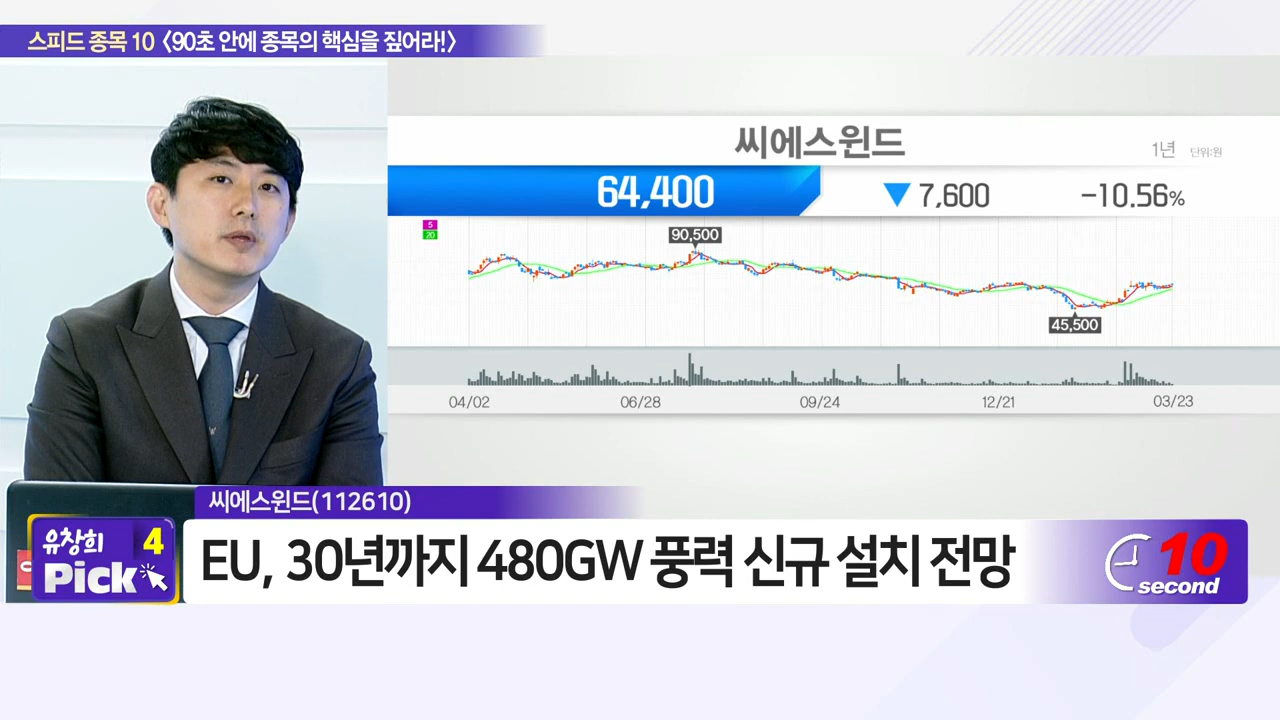 스피드 종목 10 〈90초 안에 종목의 핵심을 짚어라!〉
씨에스윈드
1년 단위:원
64,400 ▼ 7,600 -10.56%
5
20
90,500
45,500
04/02 06/28 09/24 12/21 03/23
씨에스윈드(112610)
유창희 4
Pick
EU, 30년까지 480GW 풍력 신규 설치 전망
10
second